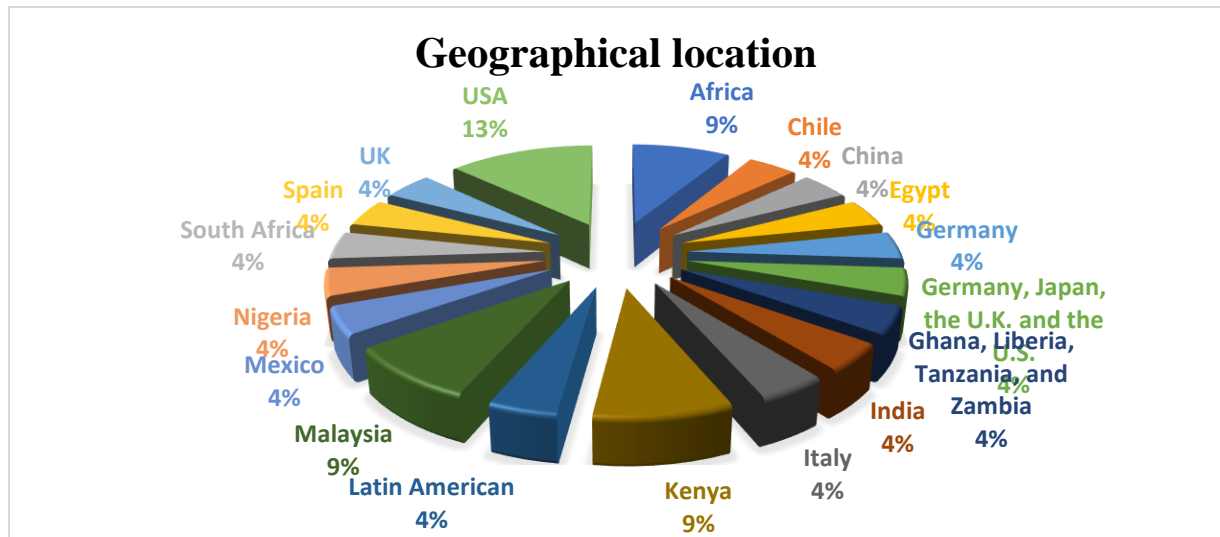 Geographical location
Africa
9%
Chile
4%
China
4%
Egypt
4%
Germany
4%
Germany, Japan,
the U.K. and the
U.S.
4%
Ghana, Liberia,
Tanzania, and
Zambia
4%
India
4%
Italy
4%
Kenya
9%
Latin American
4%
Malaysia
9%
Mexico
4%
Nigeria
4%
South Africa
4%
Spain
4%
UK
4%
USA
13%